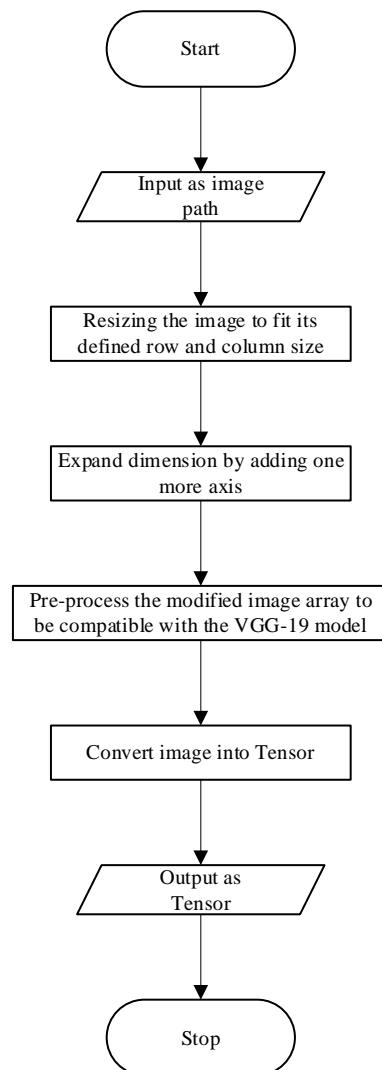 Start
Input as image
path
Resizing the image to fit its
defined row and column size
Expand dimension by adding one
more axis
Pre-process the modified image array to
be compatible with the VGG-19 model
Convert image into Tensor
Output as
Tensor
Stop